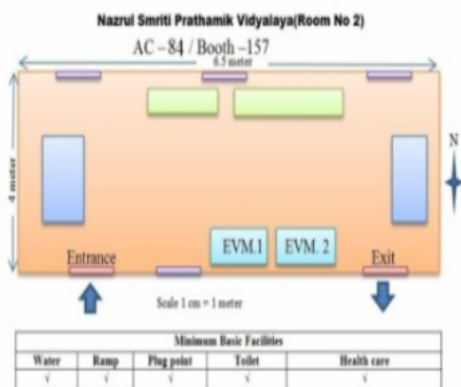 Nazrul Smriti Prathamik Vidyalaya(Room No 2)
AC – 84 / Booth –157
6.5 meter
4 meter
N
EVM.1 EVM. 2
Entrance Exit
Scale 1 cm = 1 meter
Minimum Basic Facilities
Water Ramp Plug point Toilet Health care
√ √ √ √ √